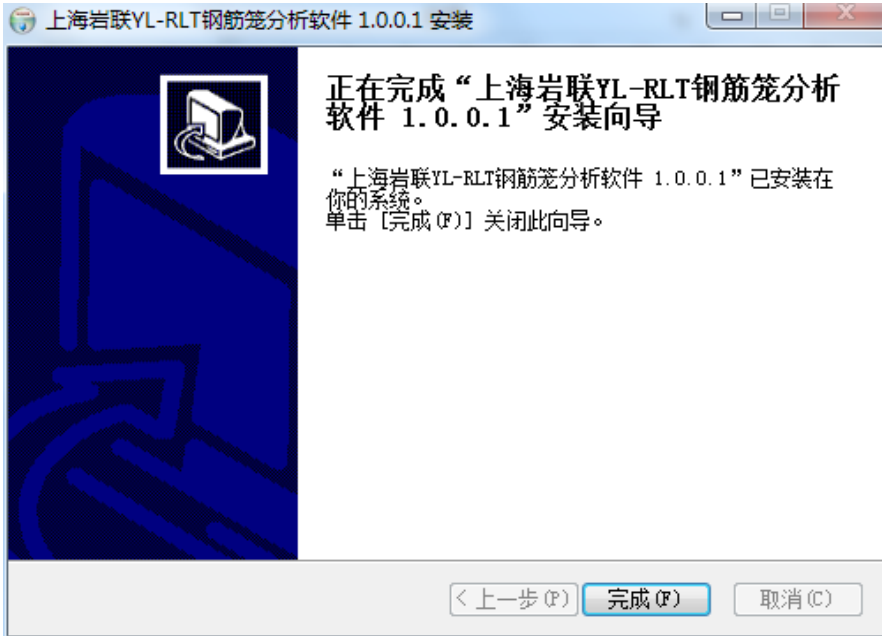 上海岩联YL-RLT钢筋笼分析软件 1.0.0.1 安装
正在完成“上海岩联YL-RLT钢筋笼分析
软件 1.0.0.1”安装向导
“上海岩联YL-RLT钢筋笼分析软件 1.0.0.1”已安装在
你的系统。
单击 [完成(F)] 关闭此向导。
< 上一步(P) 完成(F) 取消(C)